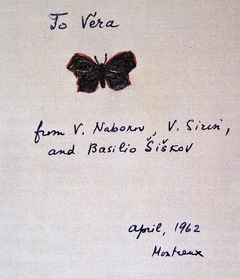 To Véra
from V. Nabokov, V. Sirin,
and Basilio Šiškov
April, 1962
Montreux